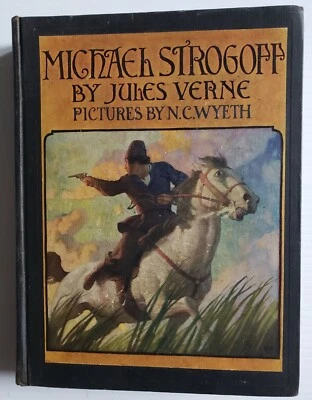 MICHAEL STROGOFF
BY JULES VERNE
PICTURES BY N.C.WYETH